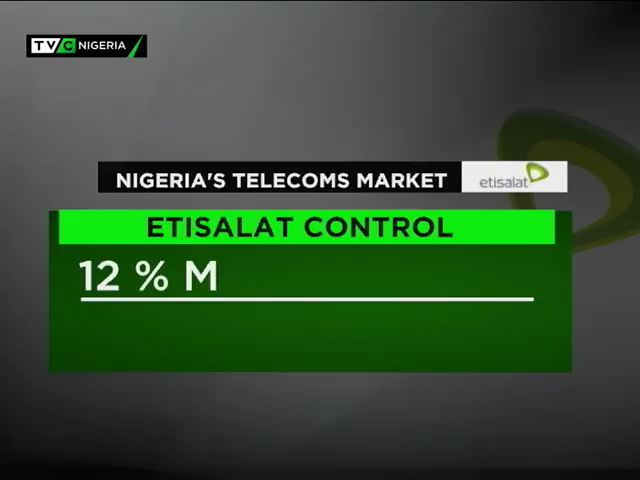 TVC NIGERIA
NIGERIA'S TELECOMS MARKET
etisalat
ETISALAT CONTROL
12 % M